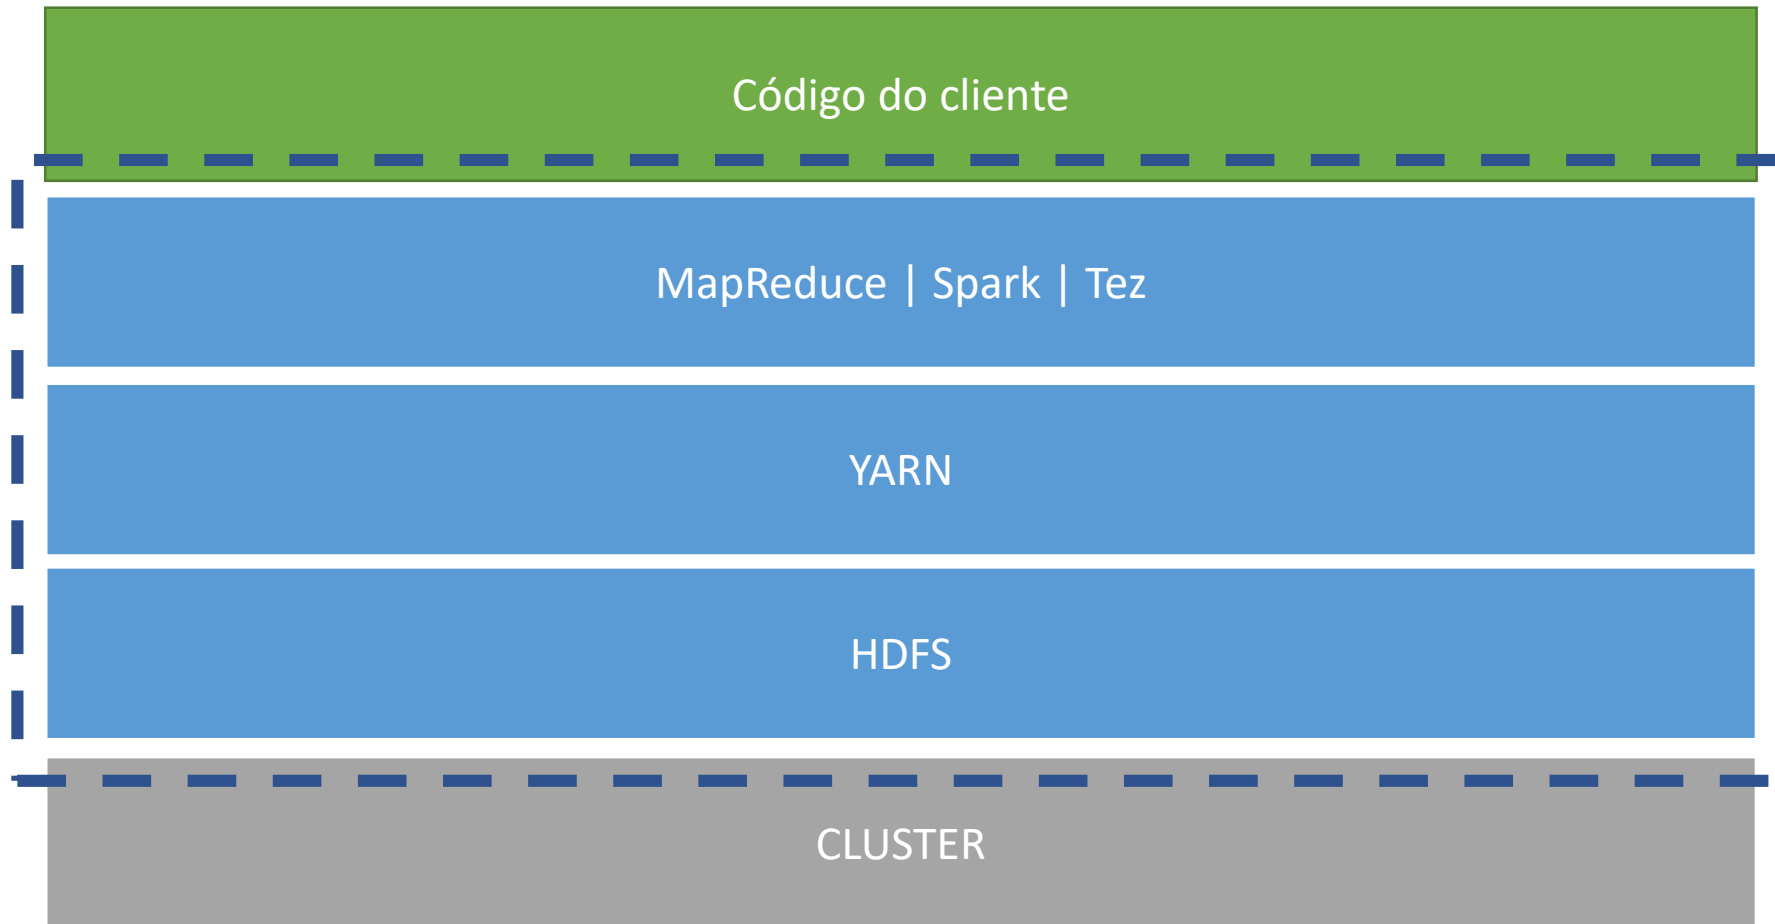 Código do cliente
MapReduce | Spark | Tez
YARN
HDFS
CLUSTER